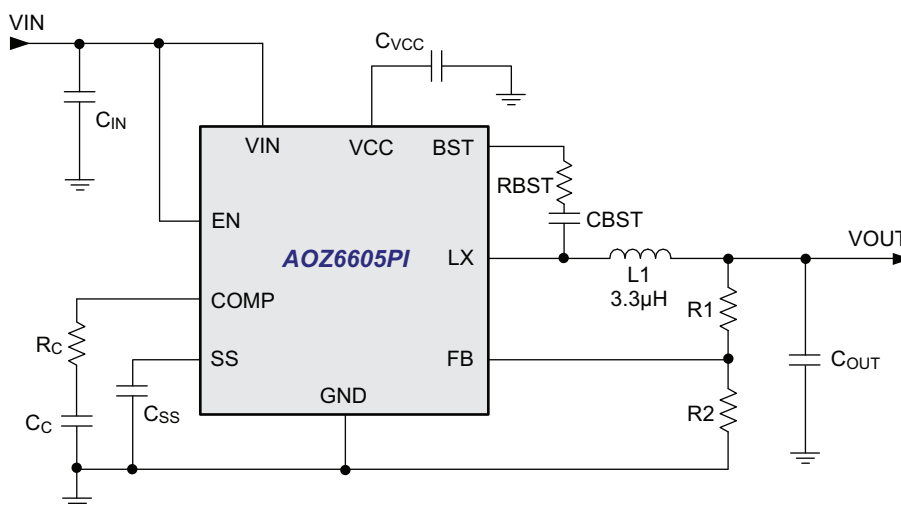 VIN
CVCC
CIN
VIN
VCC
BST
RBST
CBST
EN
AOZ6605PI
LX
VOUT
L1
3.3µH
COMP
R1
RC
SS
FB
COUT
GND
CSS
R2
CC